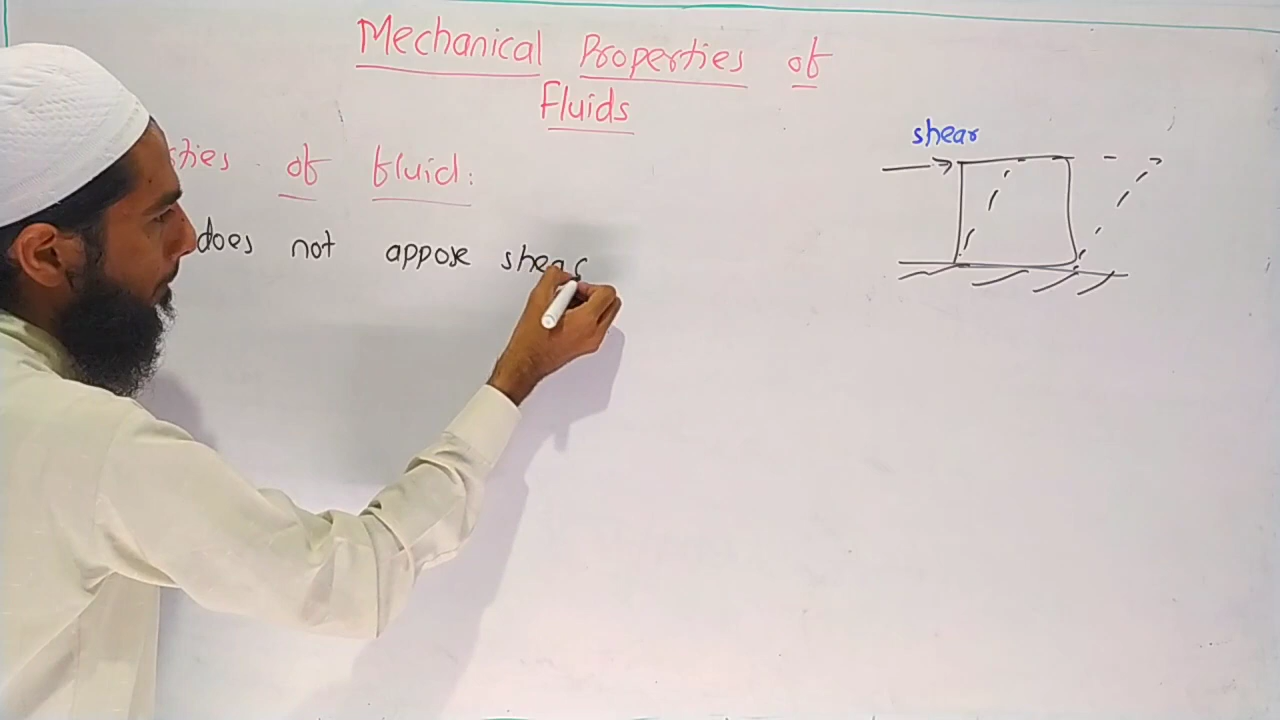 Mechanical Properties of
Fluids
shear
of fluid:
does not appose shear